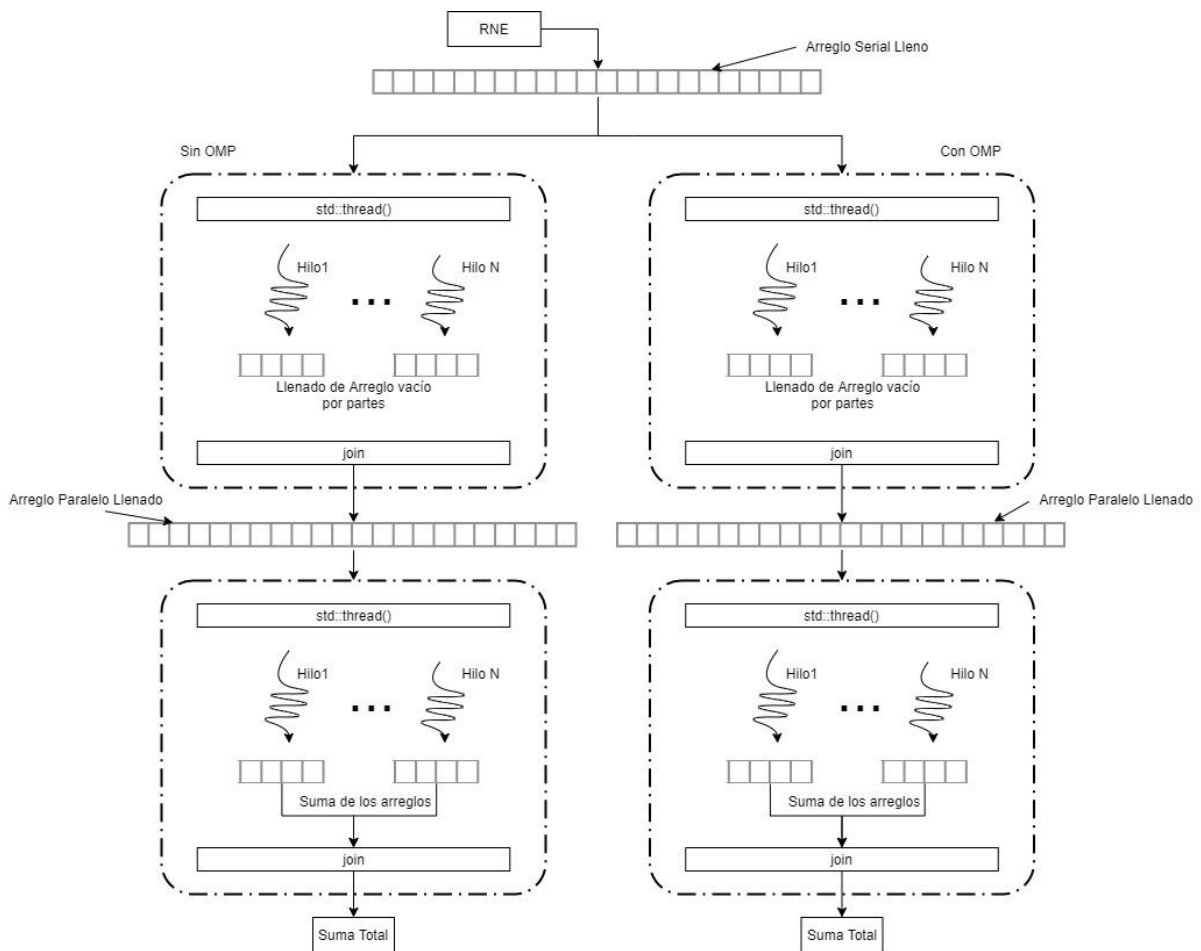 RNE
Arreglo Serial Lleno
Sin OMP
Con OMP
std::thread()
std::thread()
Hilo1
Hilo N
Hilo1
Hilo N
...
...
Llenado de Arreglo vacío
por partes
Llenado de Arreglo vacío
por partes
join
join
Arreglo Paralelo Llenado
Arreglo Paralelo Llenado
std::thread()
std::thread()
Hilo1
Hilo N
Hilo1
Hilo N
...
...
Suma de los arreglos
Suma de los arreglos
join
join
Suma Total
Suma Total